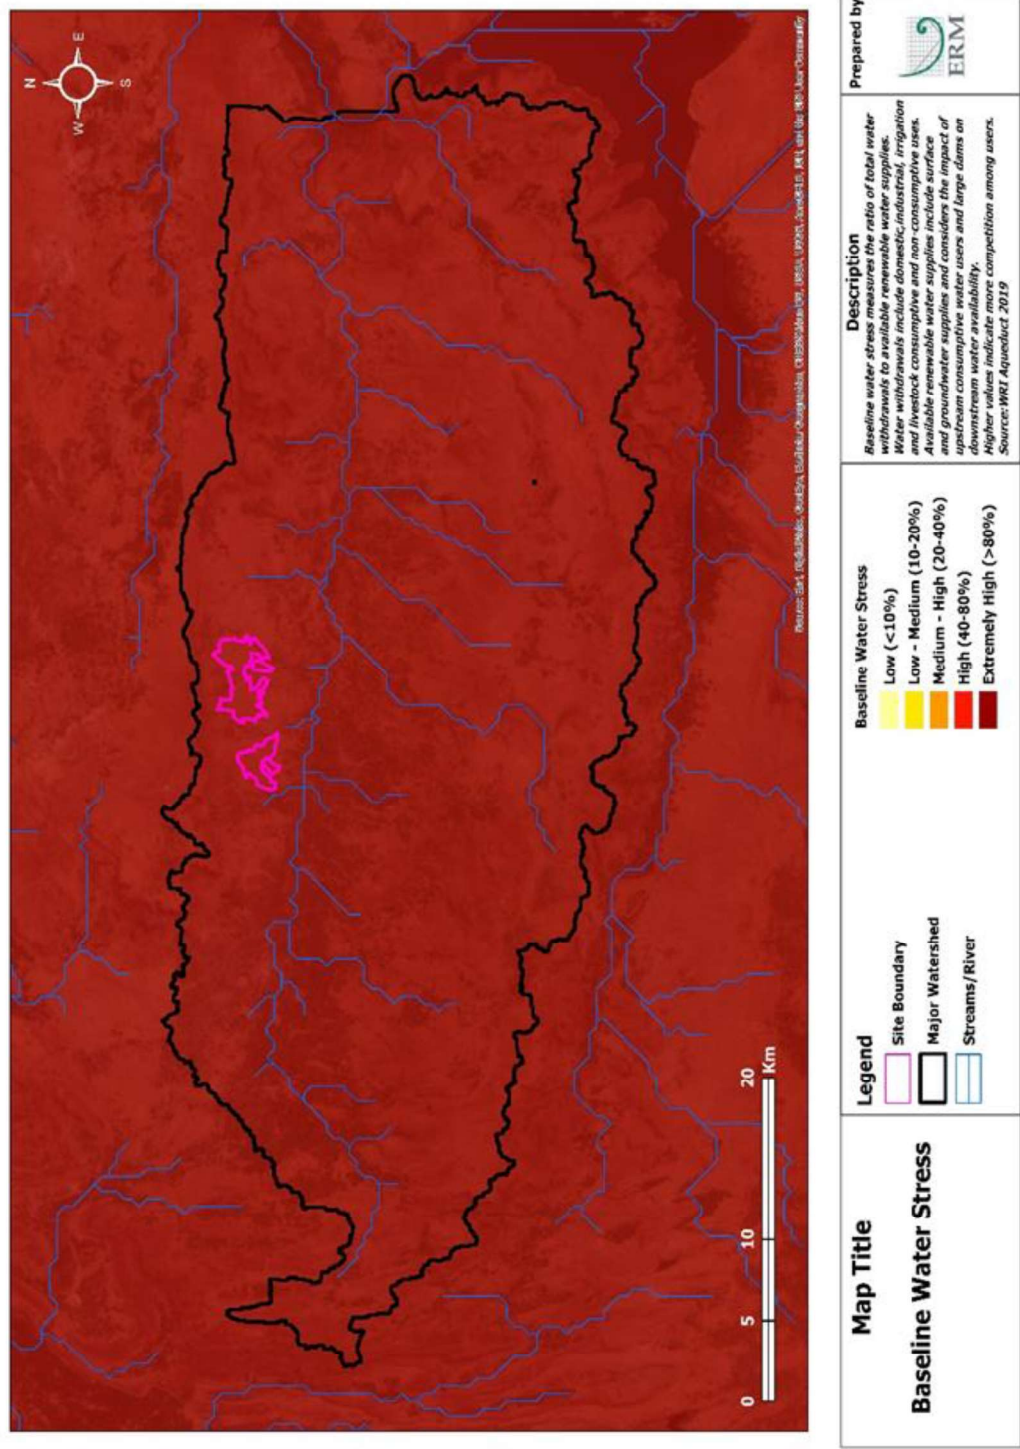 N
W E
S
0 5 10 20
Km
Map Title
Baseline Water Stress
Legend
Site Boundary
Major Watershed
Streams/River
Baseline Water Stress
Low (<10%)
Low - Medium (10-20%)
Medium - High (20-40%)
High (40-80%)
Extremely High (>80%)
Description
Baseline water stress measures the ratio of total water
withdrawals to available renewable water supplies.
Water withdrawals include domestic,industrial, irrigation
and livestock consumptive and non-consumptive uses.
Available renewable water supplies include surface
and groundwater supplies and considers the impact of
upstream consumptive water users and large dams on
downstream water availability.
Higher values indicate more competition among users.
Source:WRI Aqueduct 2019
Prepared by
ERM